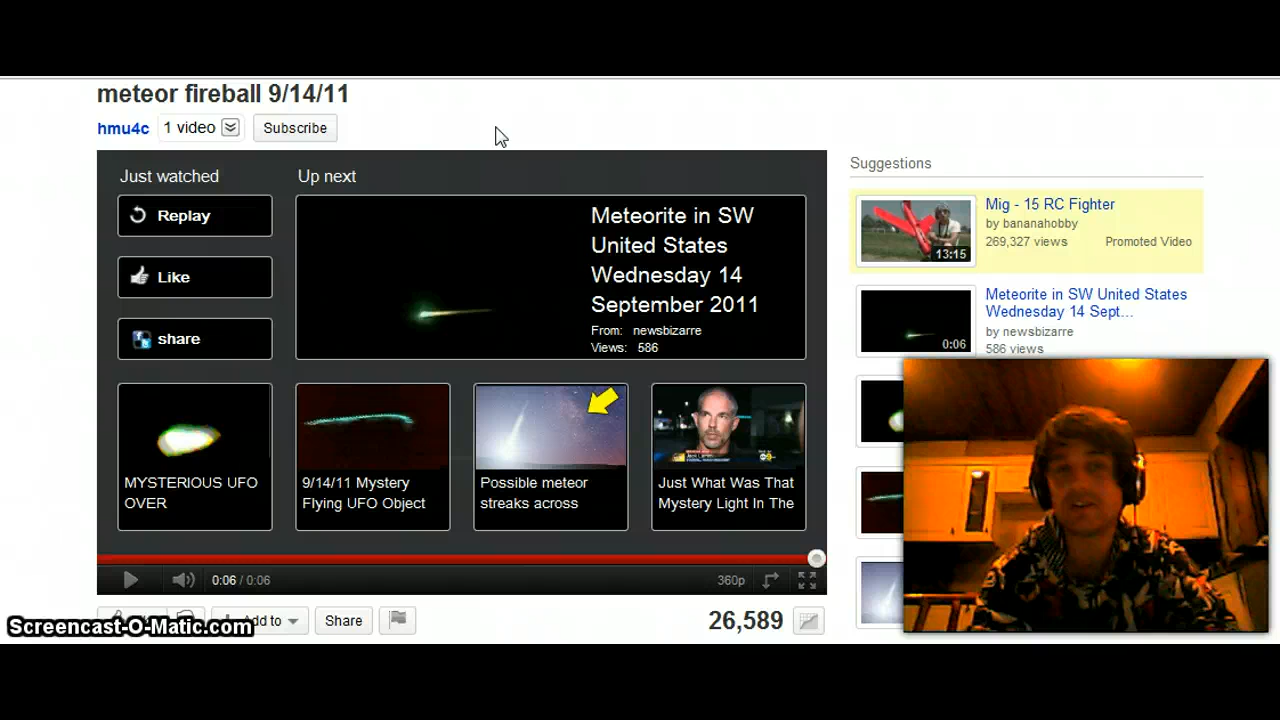 meteor fireball 9/14/11
hmu4c 1 video Subscribe
Just watched
Up next
Replay
Like
share
Meteorite in SW
United States
Wednesday 14
September 2011
From: newsbizarre
Views: 586
MYSTERIOUS UFO
OVER
9/14/11 Mystery
Flying UFO Object
Possible meteor
streaks across
Just What Was That
Mystery Light In The
0:06 / 0:06
360p
Add to
Share
26,589
Suggestions
Mig - 15 RC Fighter
by bananahobby
269,327 views Promoted Video
13:15
Meteorite in SW United States
Wednesday 14 Sept...
by newsbizarre
586 views
0:06
Screencast-O-Matic.com